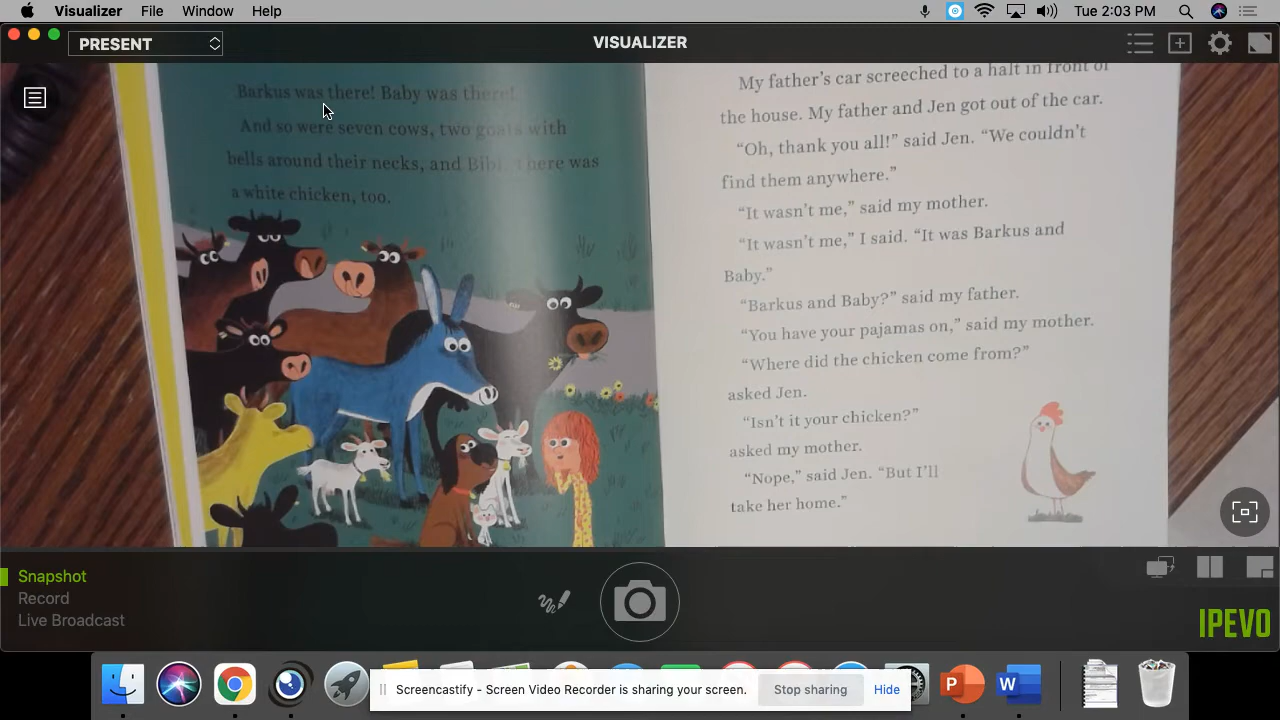 Visualizer File Window Help
Tue 2:03 PM
PRESENT
VISUALIZER
Barkus was there! Baby was there!
And so were seven cows, two goats with
bells around their necks, and Bibi. There was
a white chicken, too.
My father's car screeched to a halt in front of
the house. My father and Jen got out of the car.
"Oh, thank you all!" said Jen. "We couldn't
find them anywhere."
"It wasn't me," said my mother.
"It wasn't me," I said. "It was Barkus and
Baby."
"Barkus and Baby?" said my father.
"You have your pajamas on," said my mother.
"Where did the chicken come from?"
asked Jen.
"Isn't it your chicken?"
asked my mother.
"Nope," said Jen. "But I'll
take her home."
Snapshot
Record
Live Broadcast
IPEVO
Screencastify - Screen Video Recorder is sharing your screen.
Stop sharing
Hide
P
W